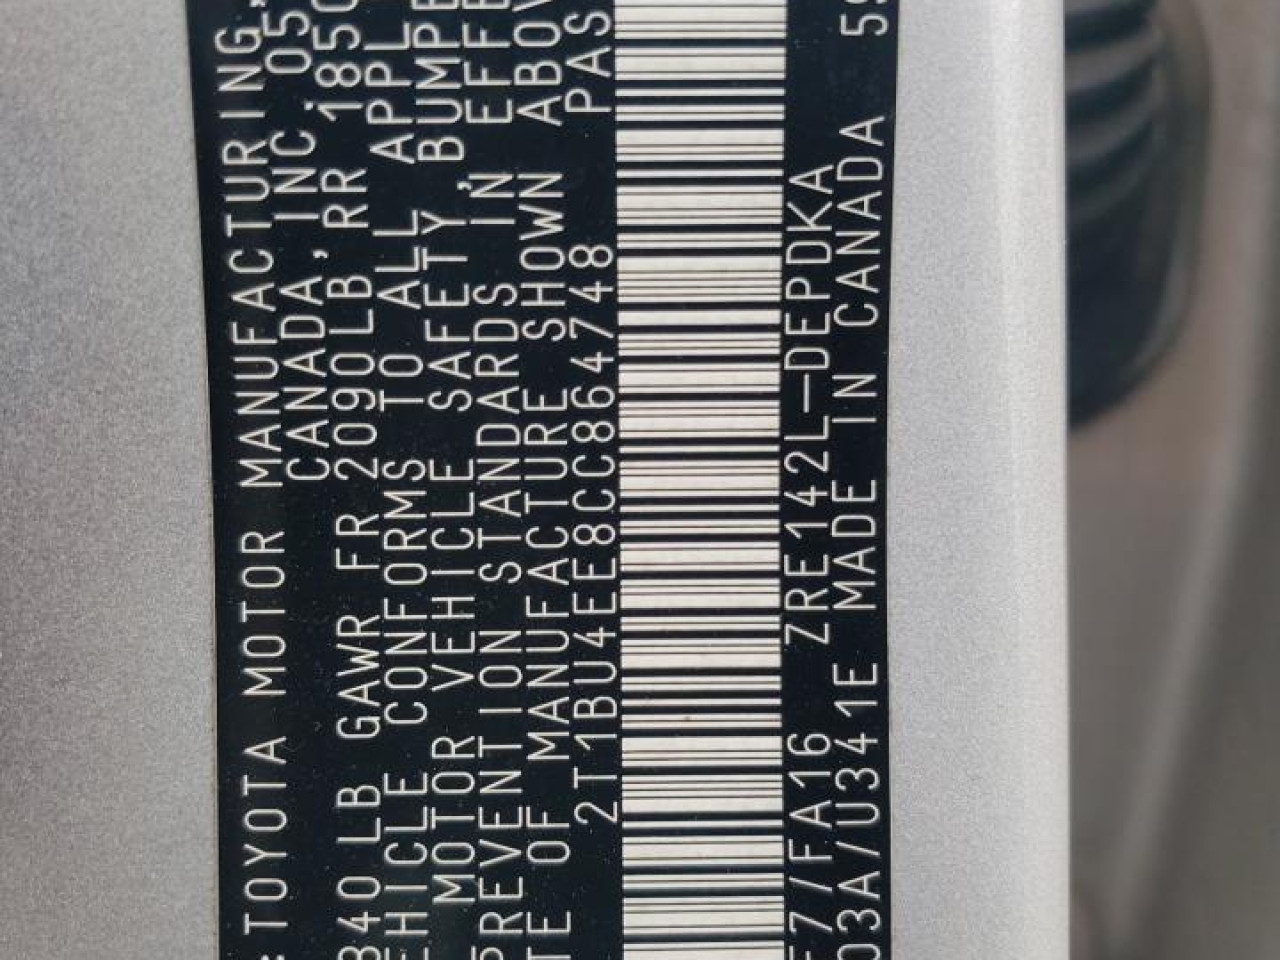 : TOYOTA MOTOR MANUFACTURING,
CANADA, INC. 05
840 LB GAWR FR 2090LB, RR 1850
EHICLE CONFORMS TO ALL APPL
MOTOR VEHICLE SAFETY, BUMPE
PREVENTION STANDARDS IN EFFE
TE OF MANUFACTURE SHOWN ABOV
2T1BU4EE8CC864748 PAS
E7/FA16 ZRE142L-DEPDKA
03A/U341E MADE IN CANADA 5S